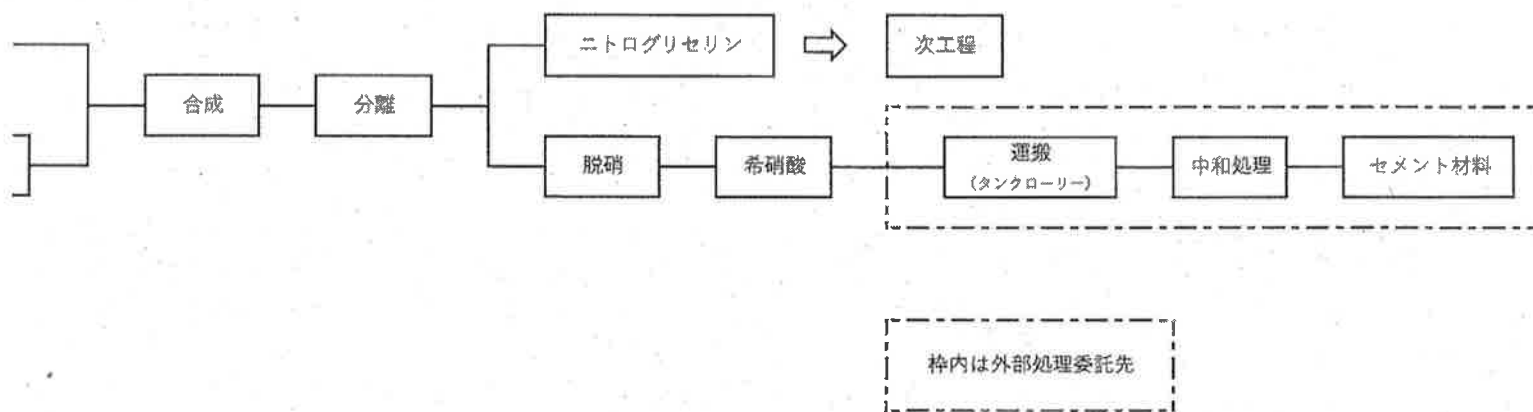 ニトログリセリン
次工程
合成
分離
脱硝
希硝酸
運搬
(タンクローリー)
中和処理
セメント材料
枠内は外部処理委託先